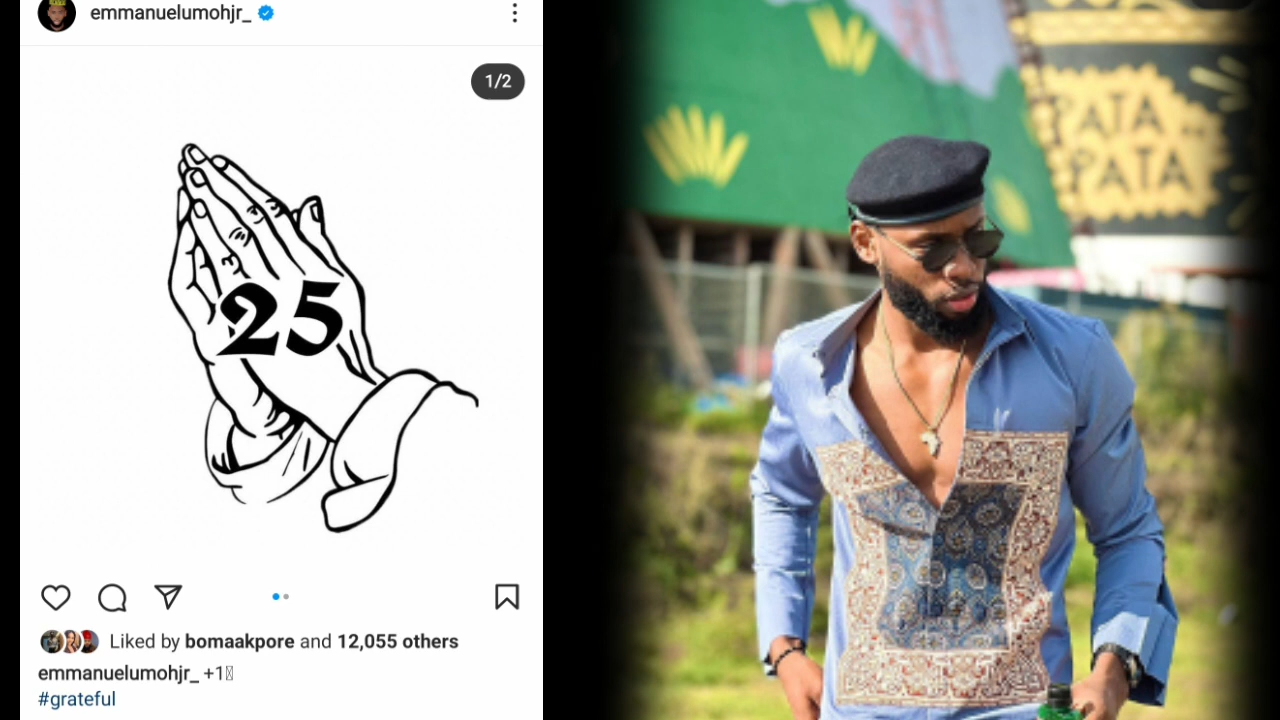 emmanuelumohjr_
1/2
25
Liked by bomaakpore and 12,055 others
emmanuelumohjr_ +1
#grateful
PATA
PATA